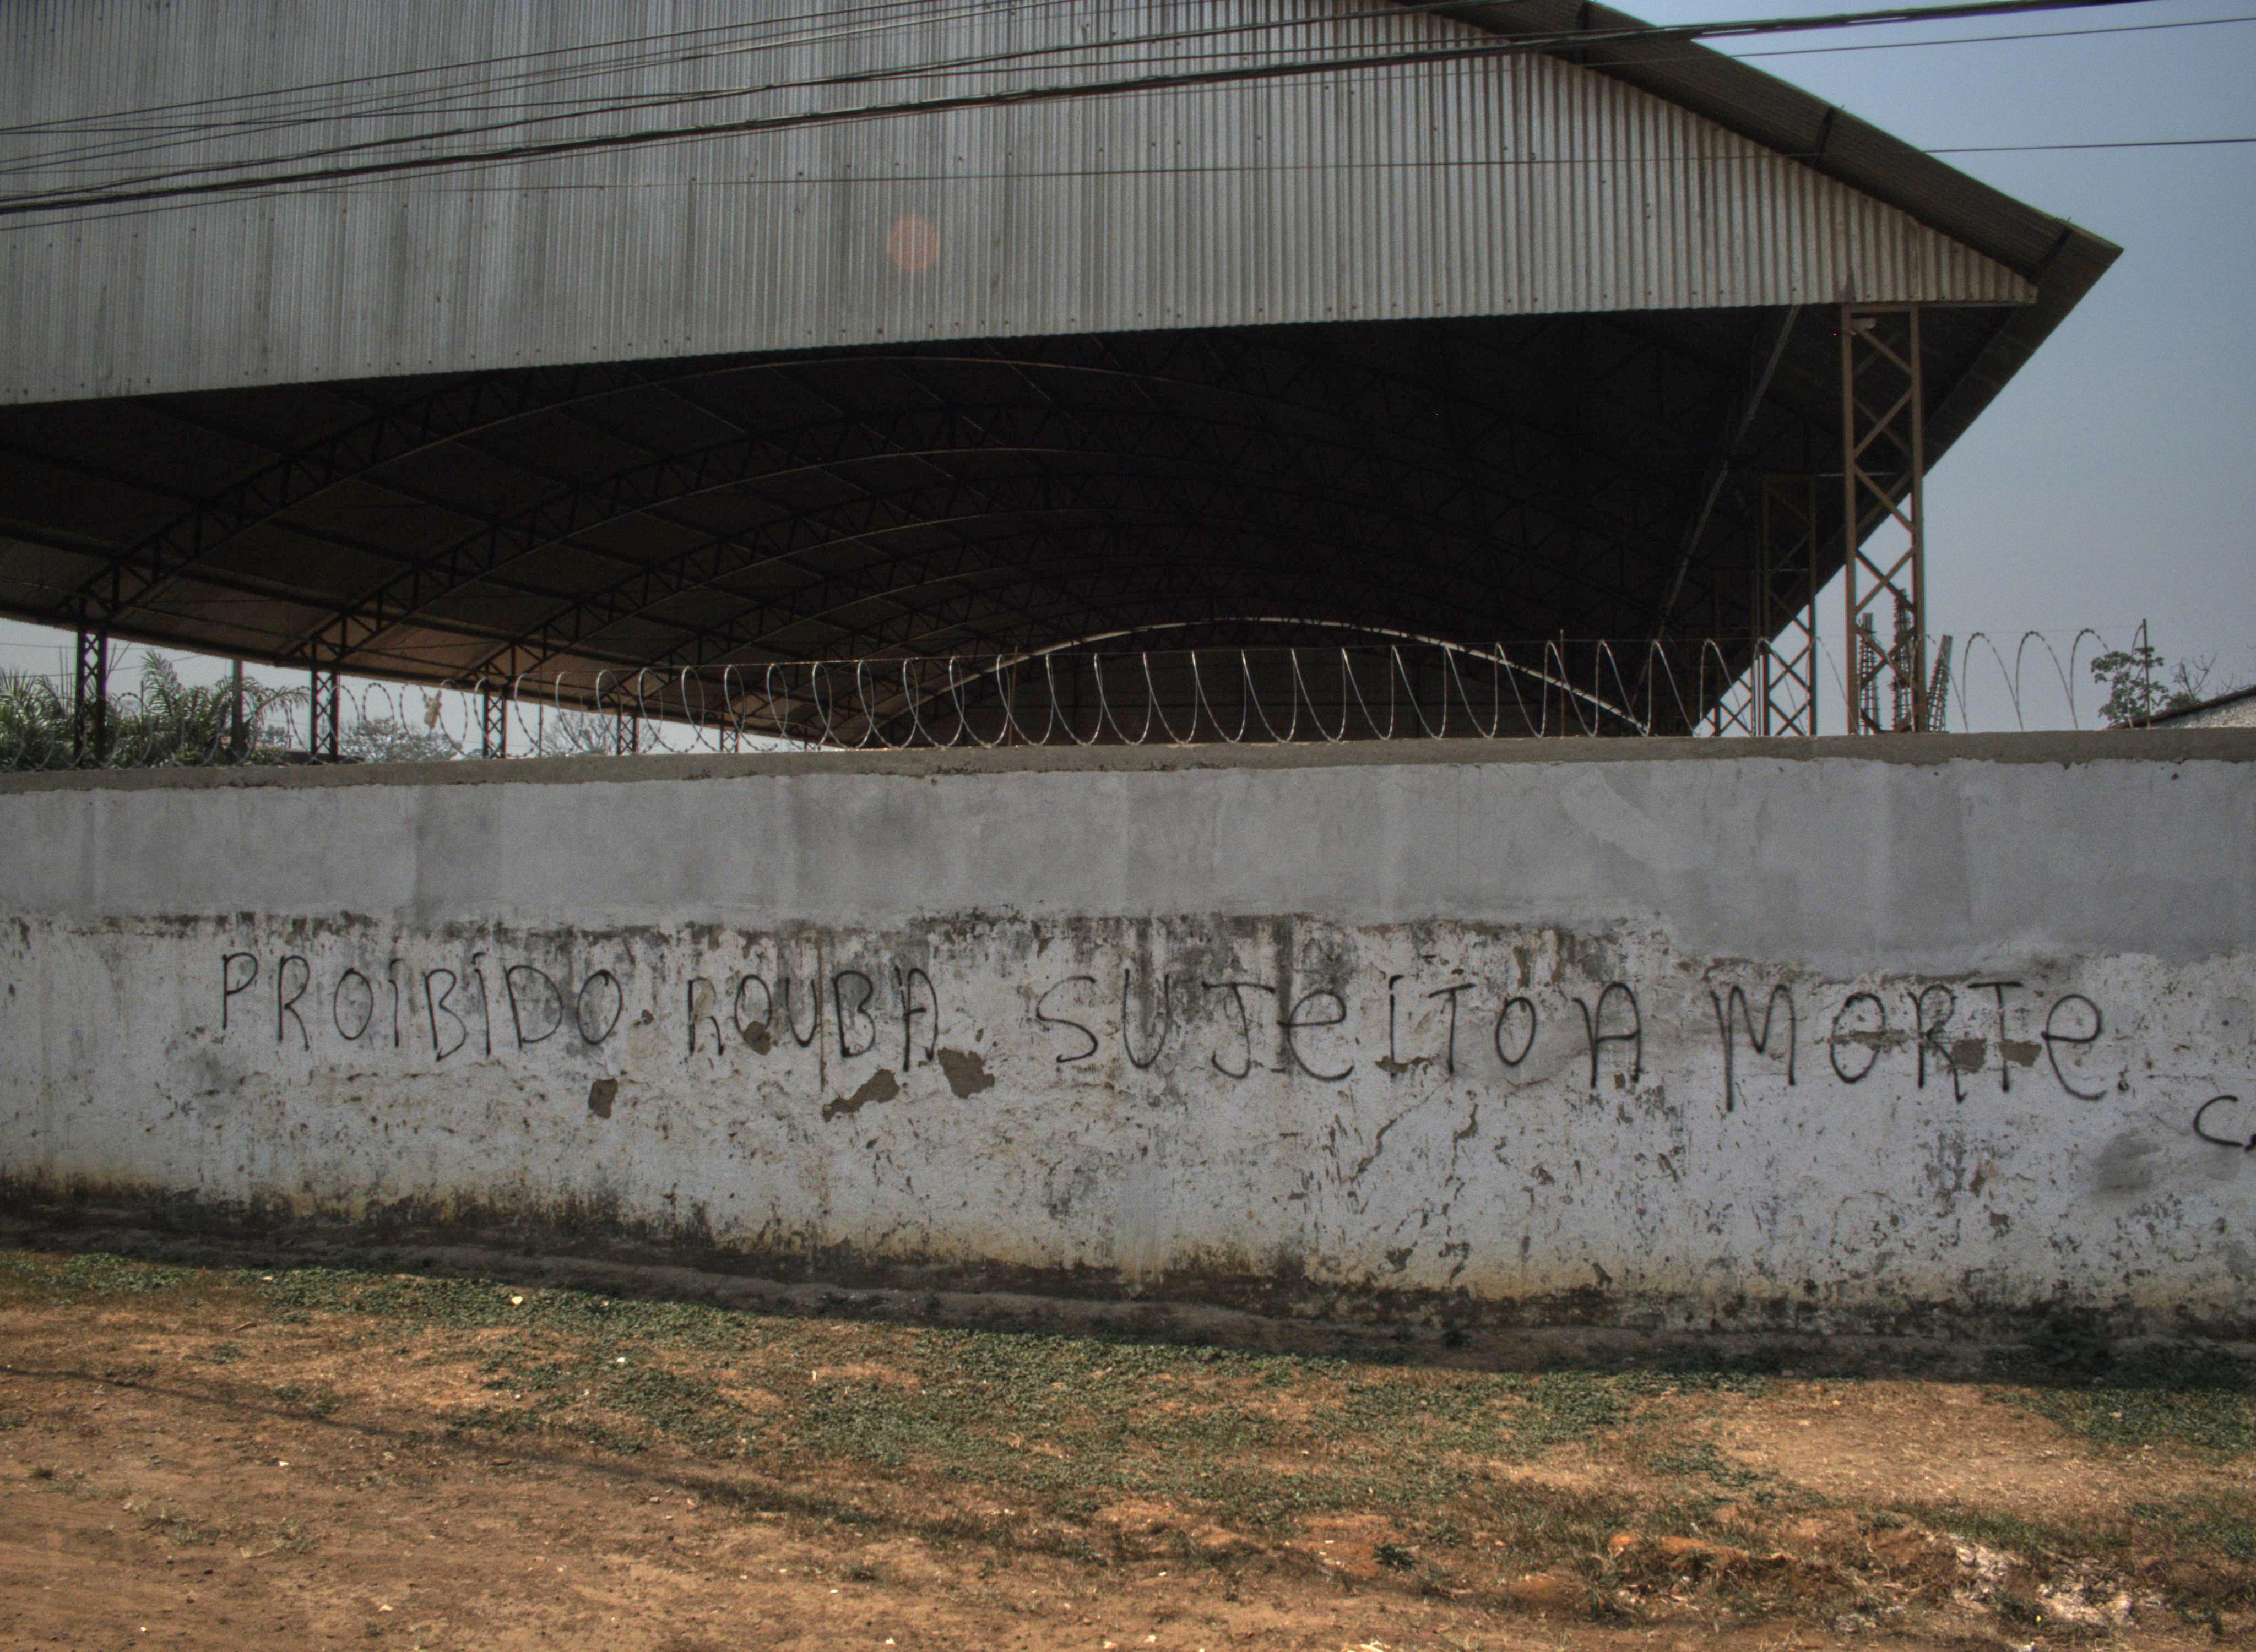 PROiBiDO ROUBA SUJeiTO A MORTe.